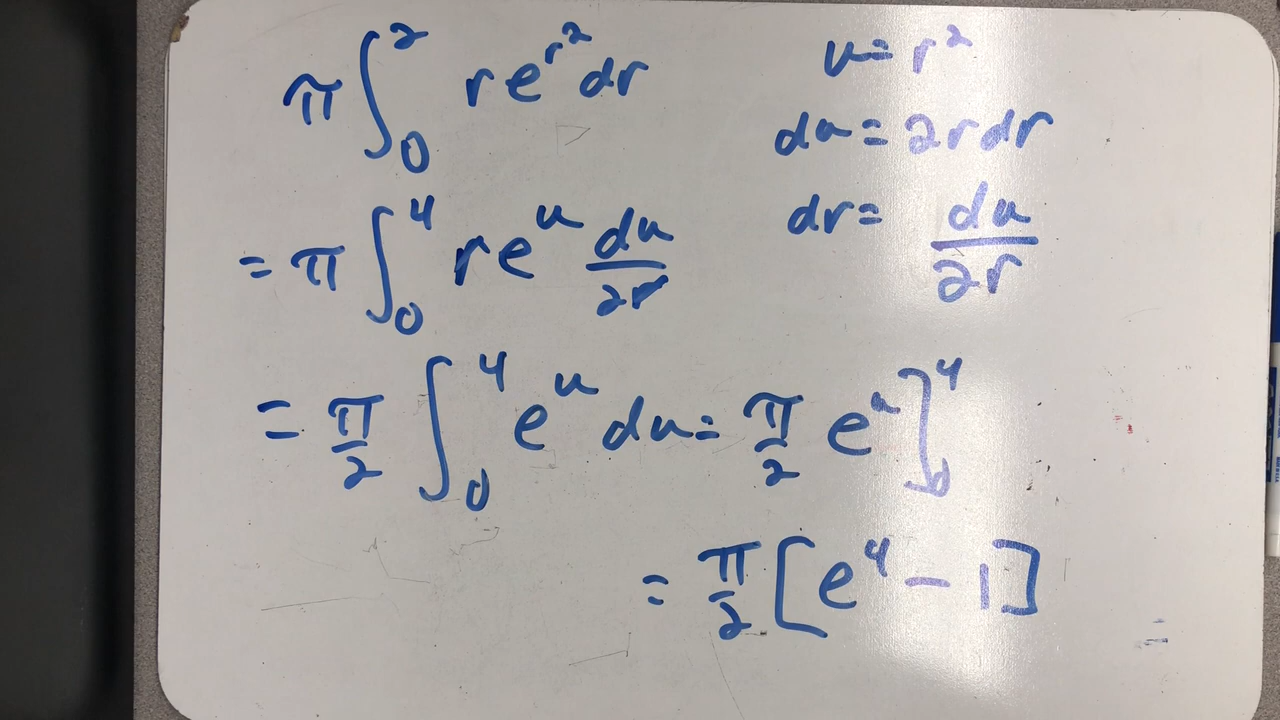 π ∫₀² r e^{r²} dr    u = r²
du = 2r dr
= π ∫₀⁴ r e^u du/2r    dr = du/2r
= π/2 ∫₀⁴ e^u du = π/2 e^u ]₀⁴
= π/2 [e⁴ − 1]